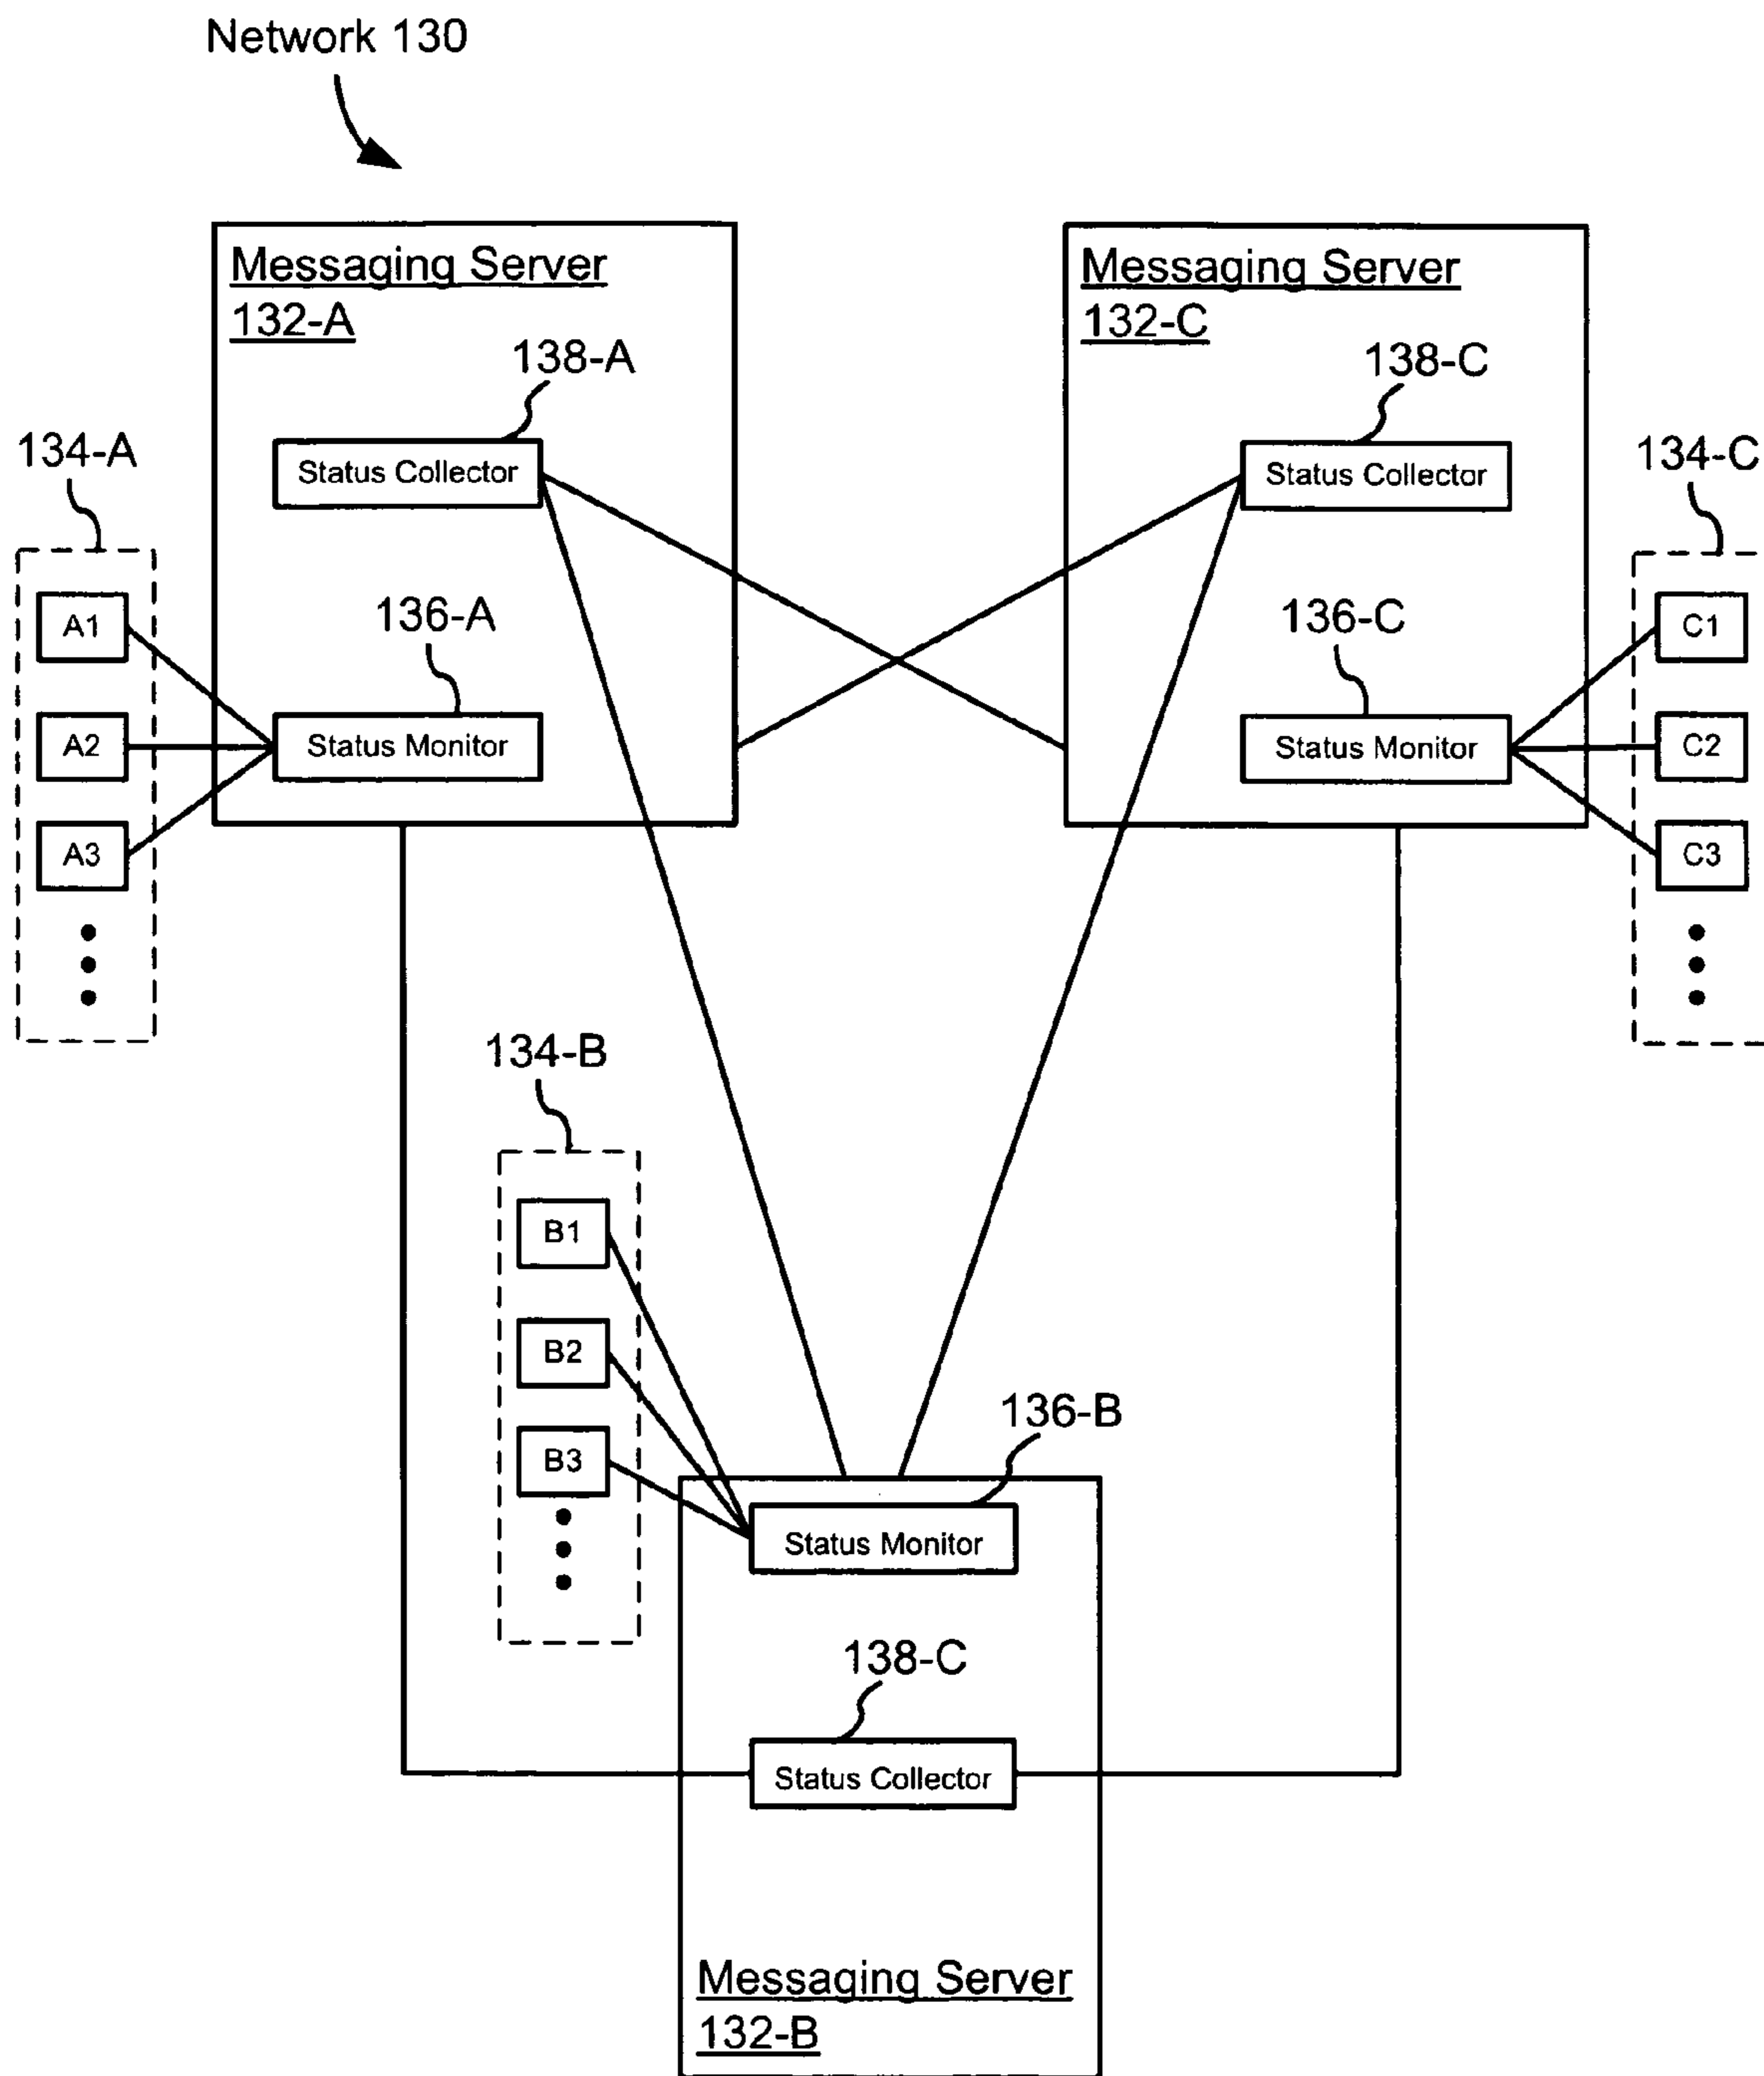 Network 130
Messaging Server
132-A
138-A
Status Collector
136-A
Status Monitor
134-A
A1
A2
A3
Messaging Server
132-C
138-C
Status Collector
136-C
Status Monitor
134-C
C1
C2
C3
134-B
B1
B2
B3
136-B
Status Monitor
138-C
Status Collector
Messaging Server
132-B